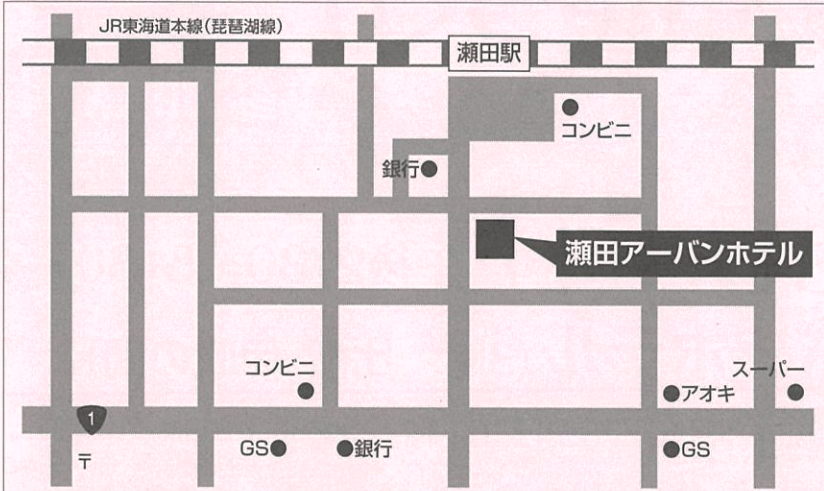 JR東海道本線(琵琶湖線)
瀬田駅
コンビニ
銀行
瀬田アーバンホテル
コンビニ
アオキ
スーパー
1
〒
GS
銀行
GS